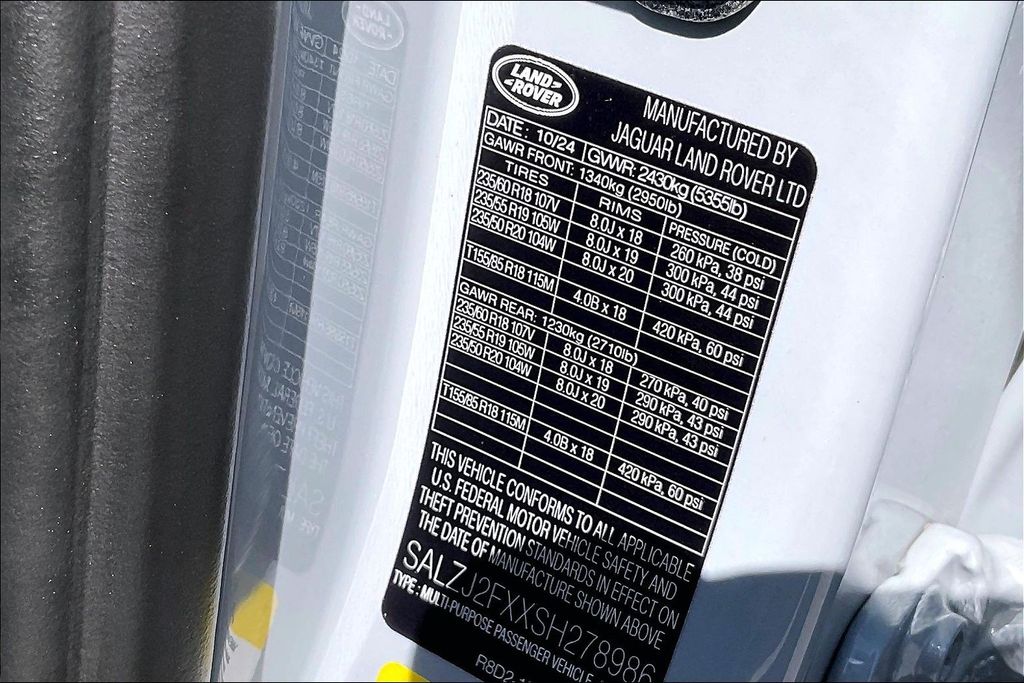 LAND-
-ROVER
MANUFACTURED BY
JAGUAR LAND ROVER LTD
DATE: 10/24 GVWR: 2430kg (5355lb)
GAWR FRONT: 1340kg (2950lb)
TIRES RIMS PRESSURE (COLD)
235/60 R18 107V 8.0J x 18 260 kPa, 38 psi
235/55 R19 105W 8.0J x 19 300 kPa, 44 psi
235/50 R20 104W 8.0J x 20 300 kPa, 44 psi
T155/85 R18 115M 4.0B x 18 420 kPa, 60 psi
GAWR REAR: 1230kg (2710lb)
235/60 R18 107V 8.0J x 18 270 kPa, 40 psi
235/55 R19 105W 8.0J x 19 290 kPa, 43 psi
235/50 R20 104W 8.0J x 20 290 kPa, 43 psi
T155/85 R18 115M 4.0B x 18 420 kPa, 60 psi
THIS VEHICLE CONFORMS TO ALL APPLICABLE
U.S. FEDERAL MOTOR VEHICLE SAFETY AND
THEFT PREVENTION STANDARDS IN EFFECT ON
THE DATE OF MANUFACTURE SHOWN ABOVE
SALZJ2FXXSH278986
TYPE: MULTI-PURPOSE PASSENGER VEHICLE
R8D2-